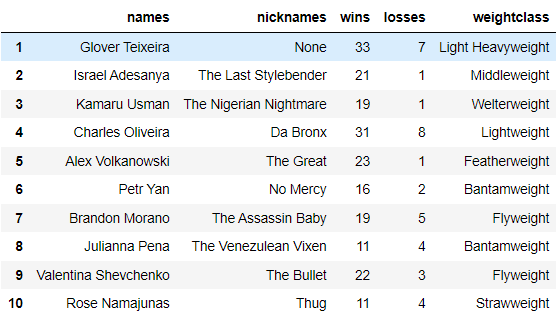 names nicknames wins losses weightclass
1 Glover Teixeira None 33 7 Light Heavyweight
2 Israel Adesanya The Last Stylebender 21 1 Middleweight
3 Kamaru Usman The Nigerian Nightmare 19 1 Welterweight
4 Charles Oliveira Da Bronx 31 8 Lightweight
5 Alex Volkanowski The Great 23 1 Featherweight
6 Petr Yan No Mercy 16 2 Bantamweight
7 Brandon Morano The Assassin Baby 19 5 Flyweight
8 Julianna Pena The Venezulean Vixen 11 4 Bantamweight
9 Valentina Shevchenko The Bullet 22 3 Flyweight
10 Rose Namajunas Thug 11 4 Strawweight